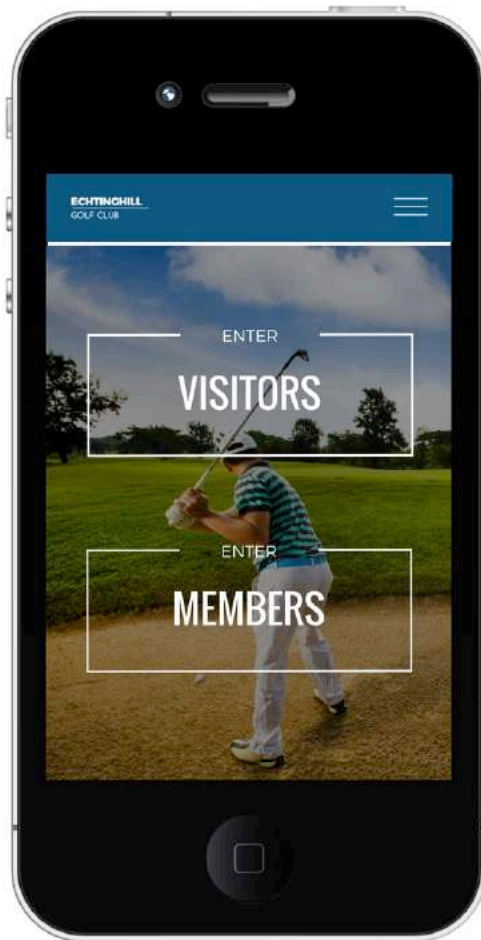 ECHTINGHILL
GOLF CLUB
ENTER
VISITORS
ENTER
MEMBERS